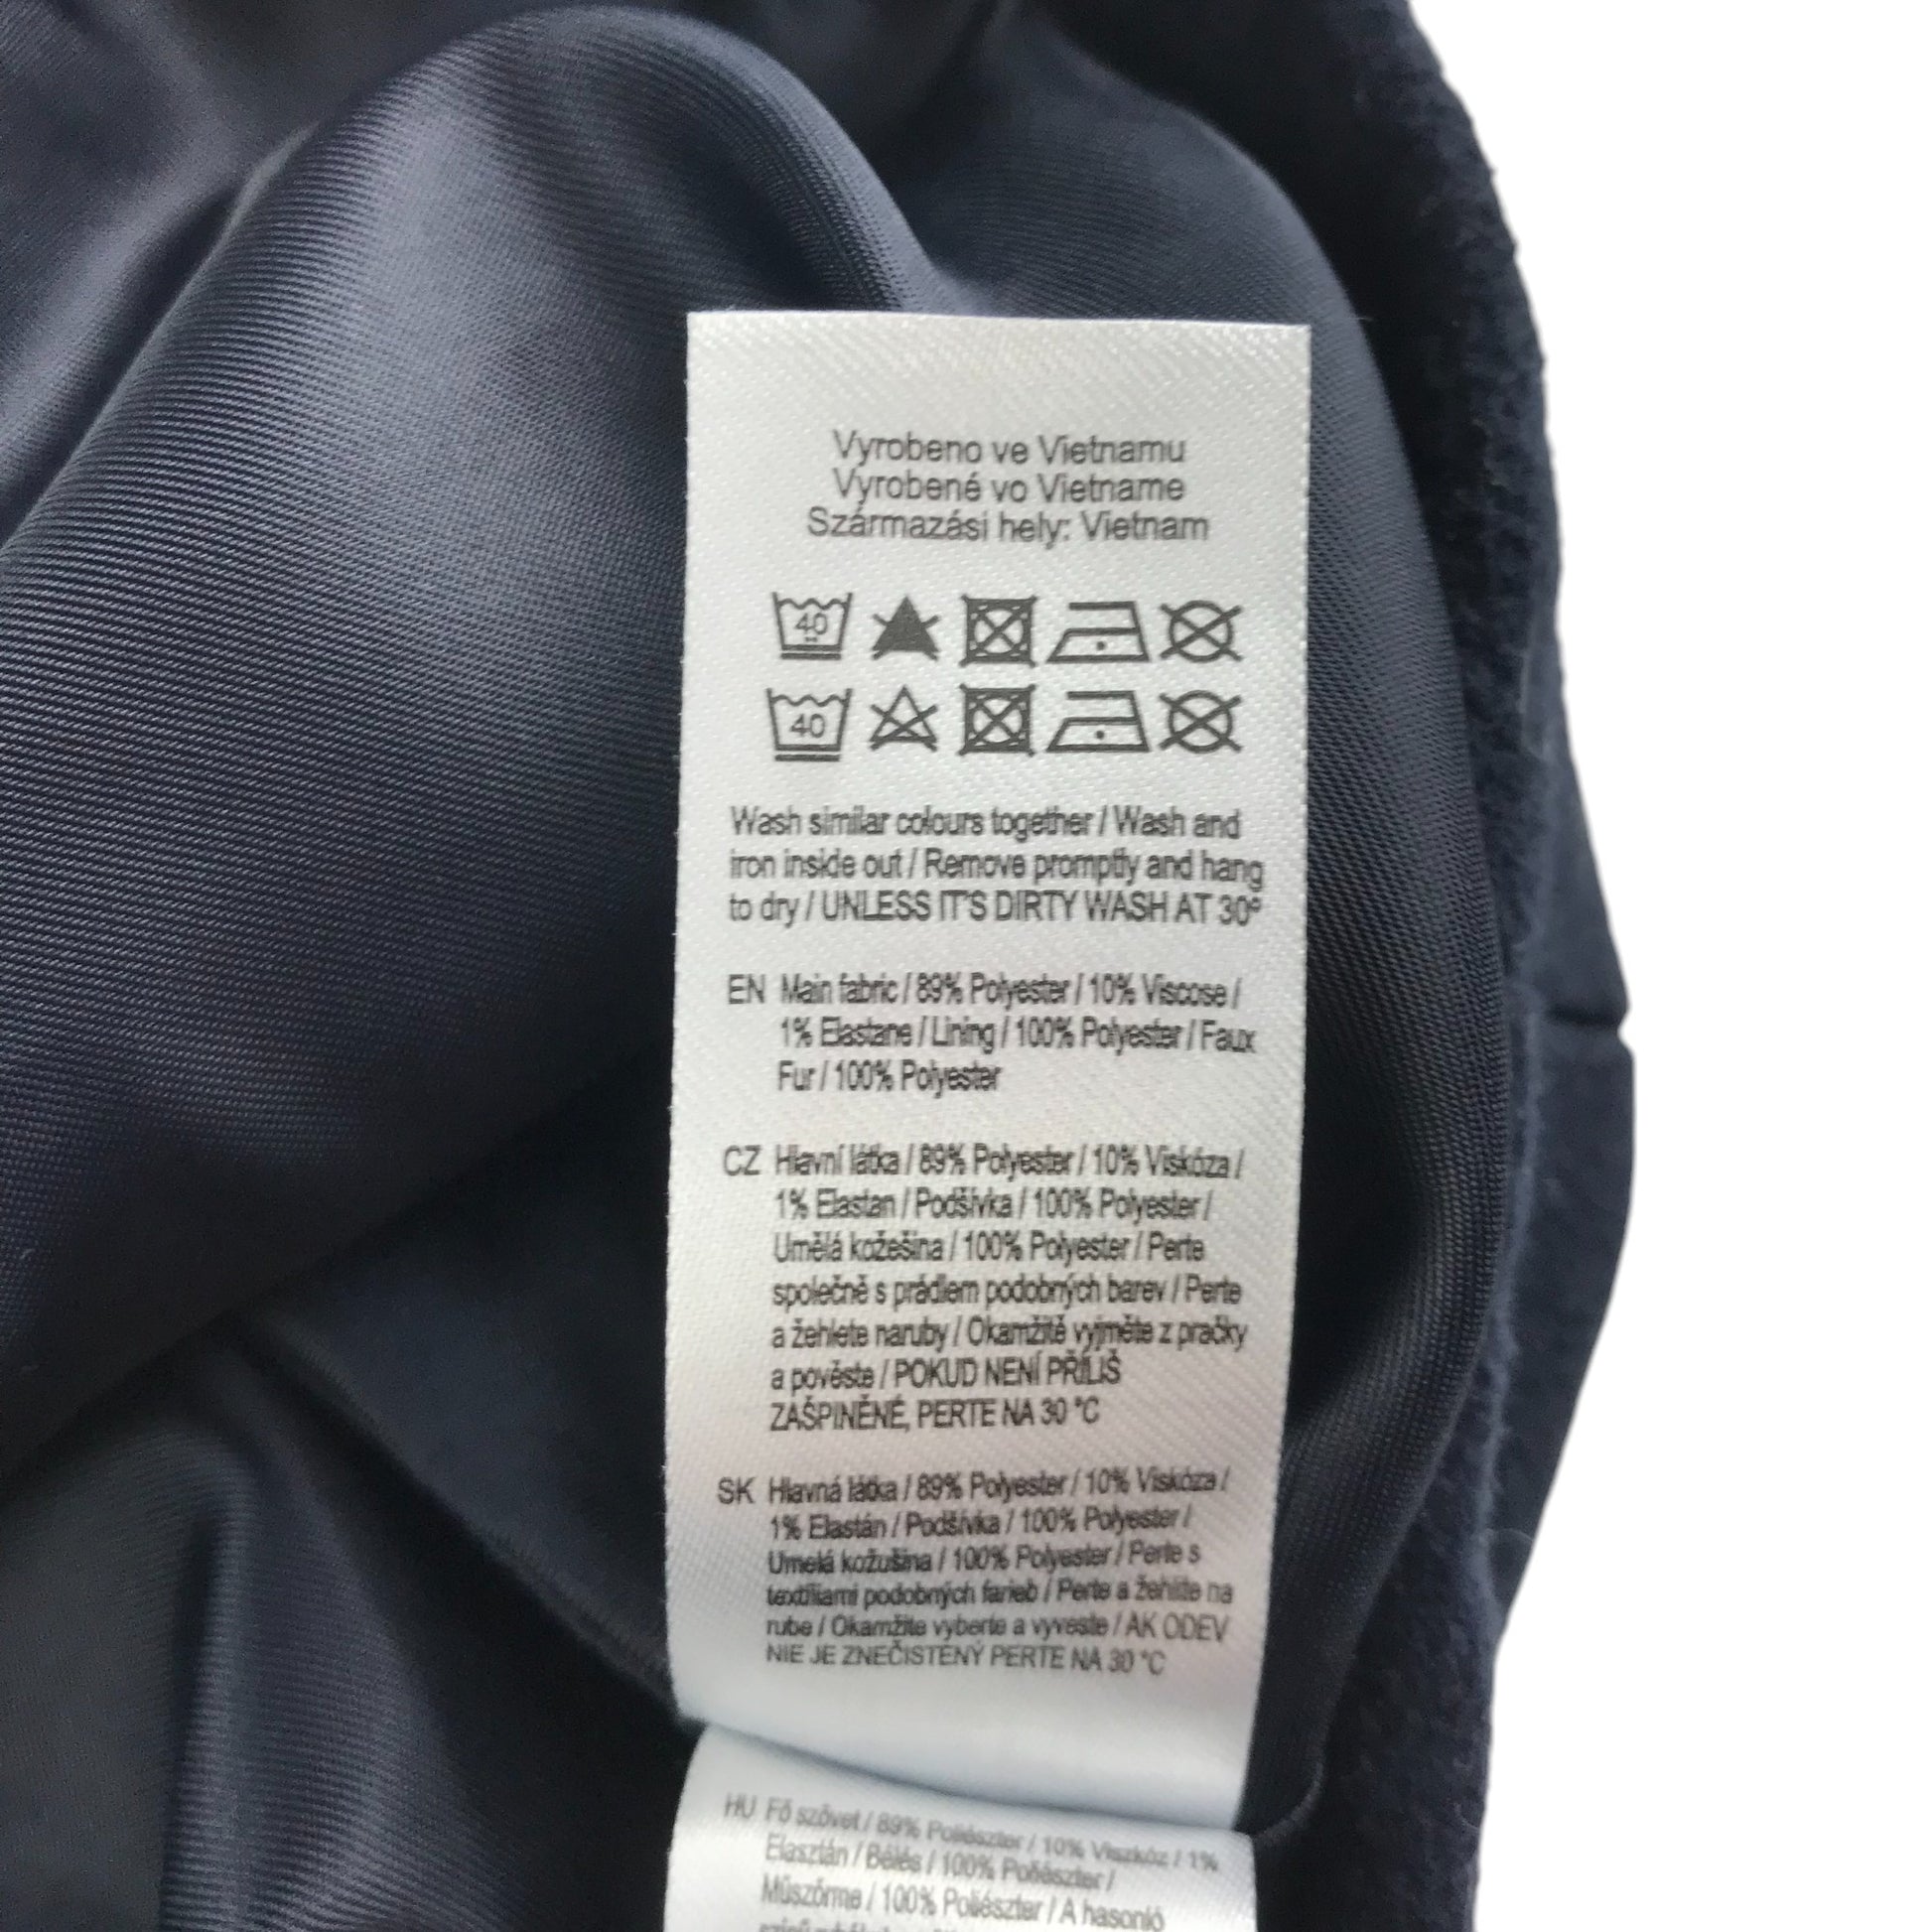 Vyrobeno ve Vietnamu
Vyrobené vo Vietname
Származási hely: Vietnam
40
40
Wash similar colours together / Wash and
iron inside out / Remove promptly and hang
to dry / UNLESS IT'S DIRTY WASH AT 30º
EN Main fabric / 89% Polyester / 10% Viscose /
1% Elastane / Lining / 100% Polyester / Faux
Fur / 100% Polyester
CZ Hlavní látka / 89% Polyester / 10% Viskóza /
1% Elastan / Podšívka / 100% Polyester /
Umělá kožešina / 100% Polyester / Perte
společně s prádlem podobných barev / Perte
a žehlete naruby / Okamžitě vyjměte z pračky
a pověste / POKUD NENÍ PŘÍLIŠ
ZAŠPINĚNÉ, PERTE NA 30 °C
SK Hlavná látka / 89% Polyester / 10% Viskóza /
1% Elastán / Podšívka / 100% Polyester /
Umelá kožušina / 100% Polyester / Perte s
textíliami podobných farieb / Perte a žehlite na
rube / Okamžite vyberte a vyveste / AK ODEV
NIE JE ZNEČISTENÝ PERTE NA 30 °C
HU Fő szövet / 89% Poliészter / 10% Viszkóz / 1%
Elasztán / Bélés / 100% Poliészter /
Műszőrme / 100% Poliészter / A hasonló